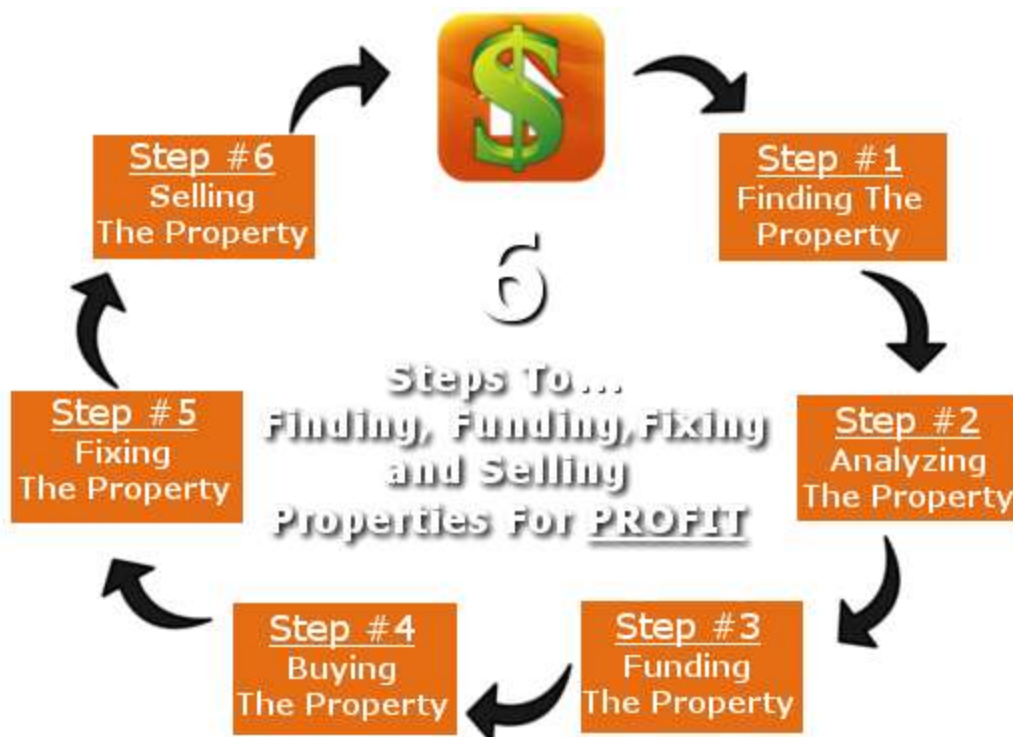 Step #1
Finding The
Property
Step #2
Analyzing
The Property
Step #3
Funding
The Property
Step #4
Buying
The Property
Step #5
Fixing
The Property
Step #6
Selling
The Property
$
6
Steps To...
Finding, Funding,Fixing
and Selling
Properties For PROFIT